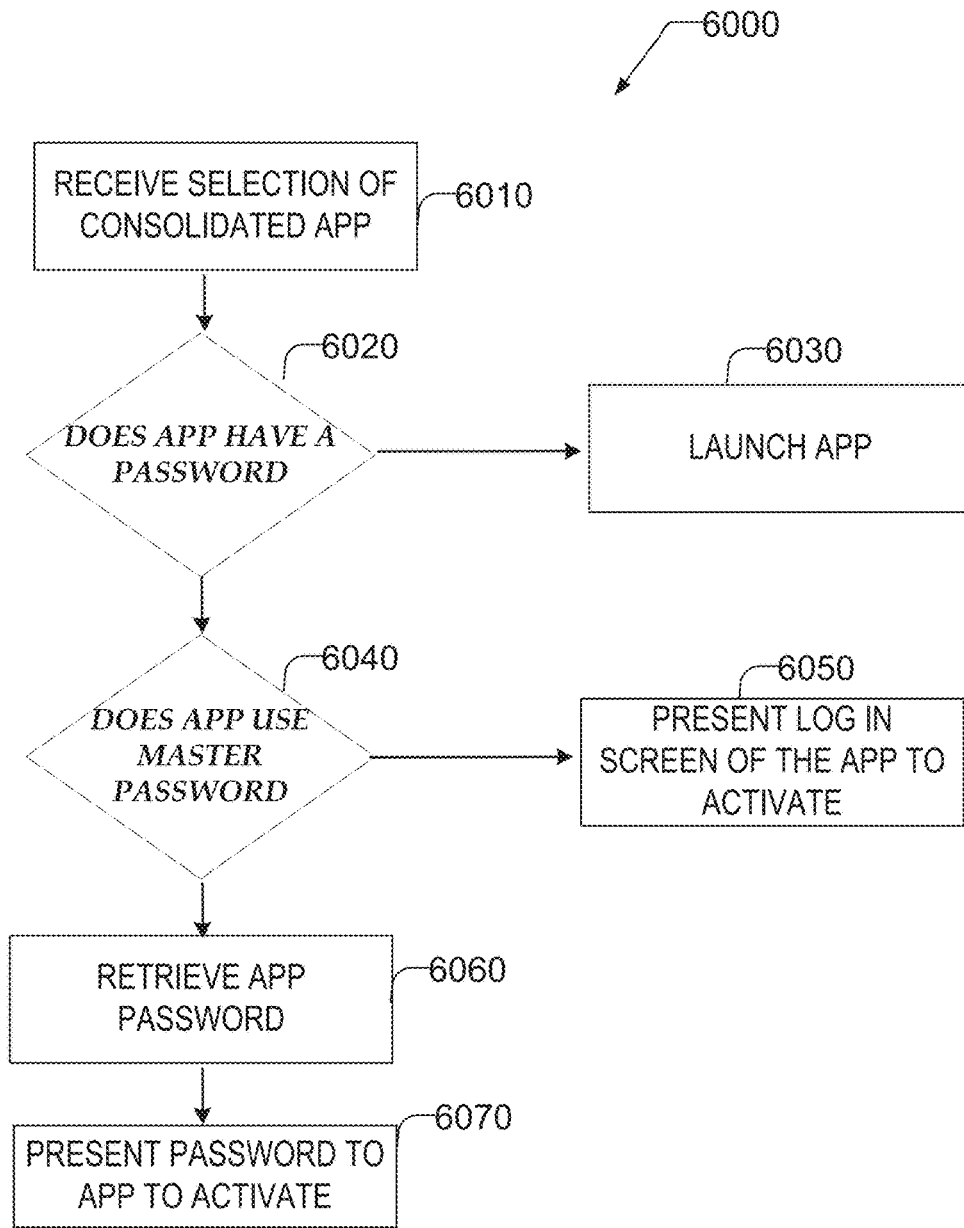 6000
RECEIVE SELECTION OF
CONSOLIDATED APP
6010
6020
DOES APP HAVE A
PASSWORD
6030
LAUNCH APP
6040
DOES APP USE
MASTER
PASSWORD
6050
PRESENT LOG IN
SCREEN OF THE APP TO
ACTIVATE
RETRIEVE APP
PASSWORD
6060
6070
PRESENT PASSWORD TO
APP TO ACTIVATE